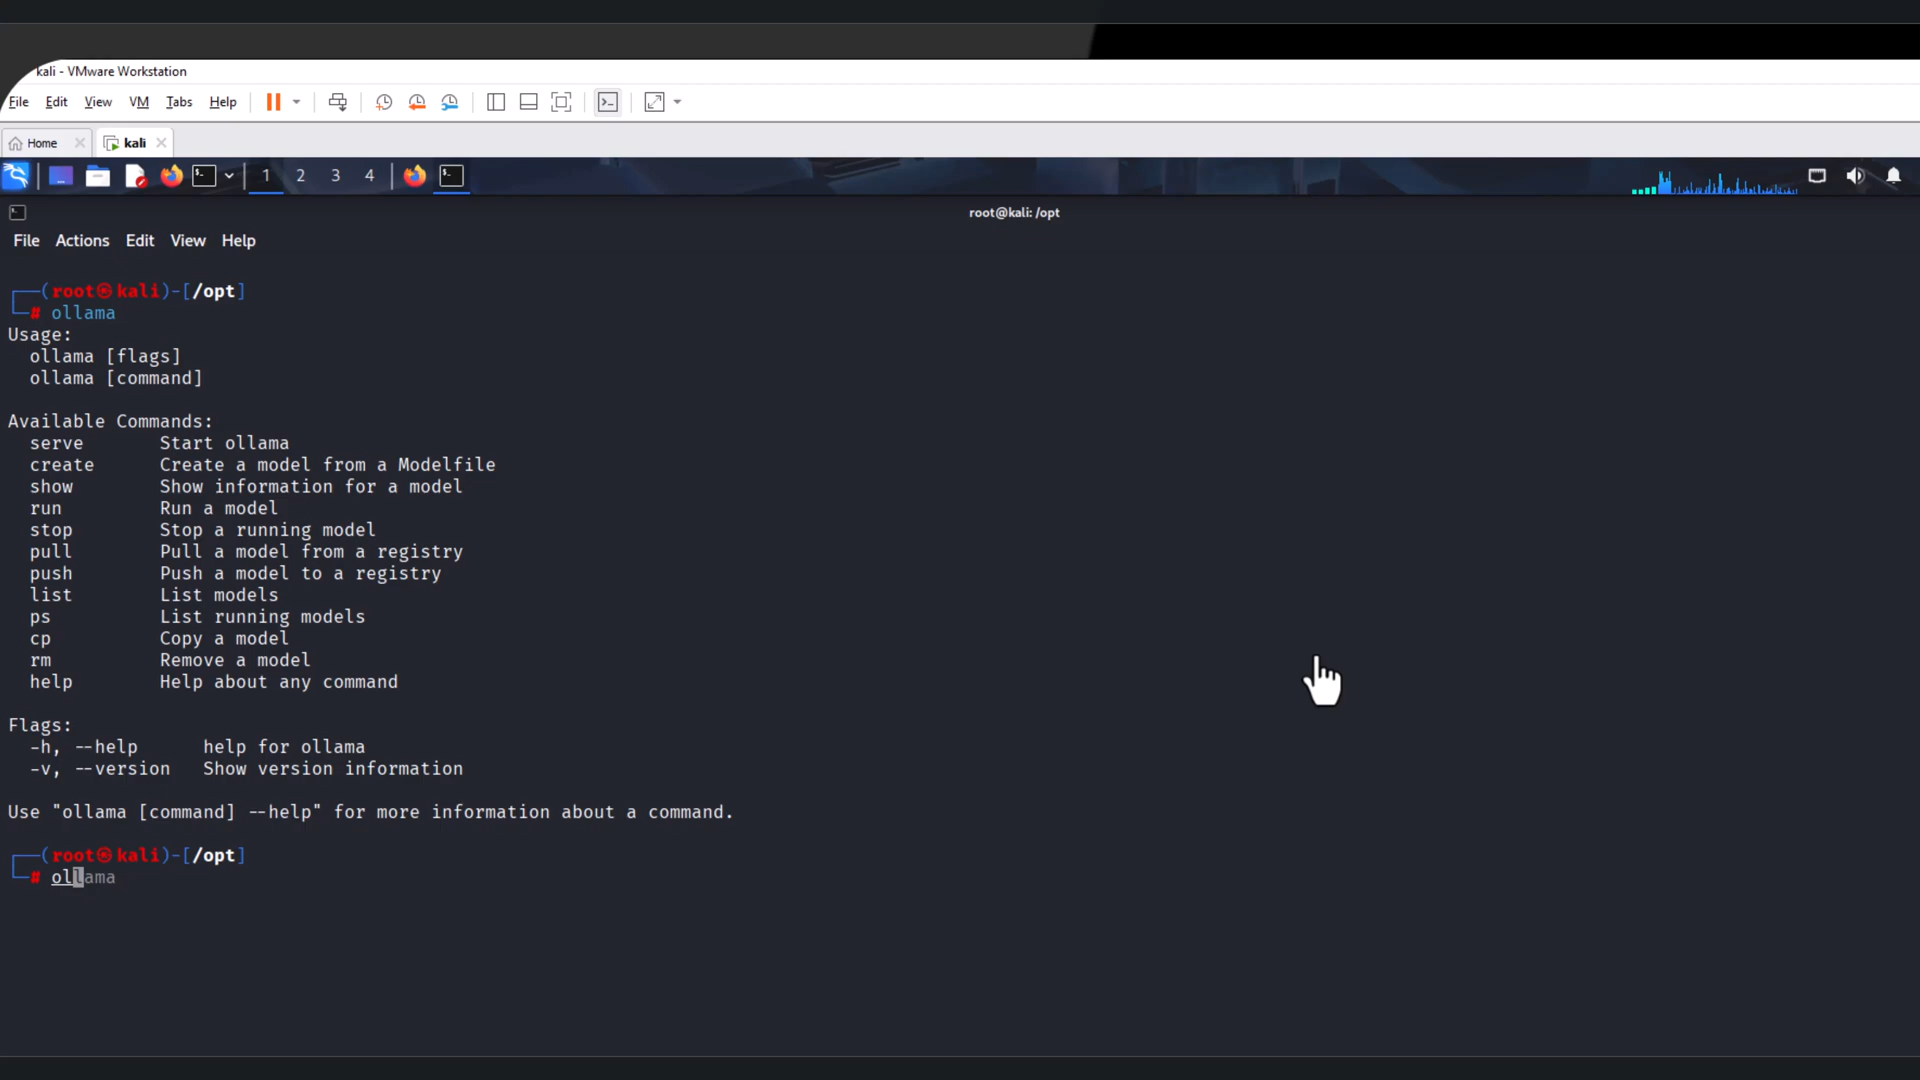 kali - VMware Workstation
File Edit View VM Tabs Help
Home kali
1 2 3 4
root@kali: /opt
File Actions Edit View Help
┌──(root㉿kali)-[/opt]
└─# ollama
Usage:
  ollama [flags]
  ollama [command]
Available Commands:
  serve       Start ollama
  create      Create a model from a Modelfile
  show        Show information for a model
  run         Run a model
  stop        Stop a running model
  pull        Pull a model from a registry
  push        Push a model to a registry
  list        List models
  ps          List running models
  cp          Copy a model
  rm          Remove a model
  help        Help about any command
Flags:
  -h, --help      help for ollama
  -v, --version   Show version information
Use "ollama [command] --help" for more information about a command.
┌──(root㉿kali)-[/opt]
└─# ollama